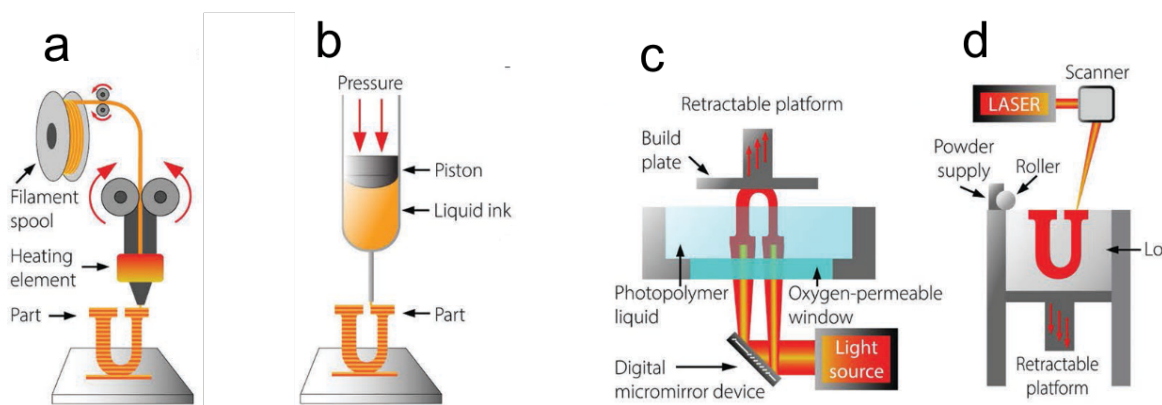 a
Filament
spool
Heating
element
Part
b
Pressure
Piston
Liquid ink
Part
c
Retractable platform
Build
plate
Photopolymer
liquid
Oxygen-permeable
window
Digital
micromirror device
Light
source
d
Scanner
LASER
Powder
supply
Roller
Lo
Retractable
platform